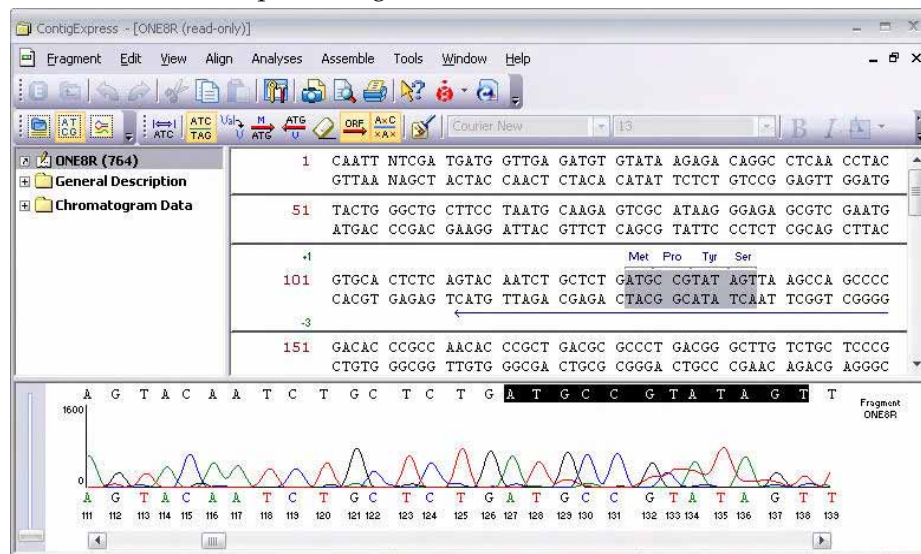 ContigExpress - [ONE8R (read-only)]
Fragment Edit View Align Analyses Assemble Tools Window Help
ATC ATC TAG Val M ATG ATG ORF A×C ×A× Courier New 13 B I A
ONE8R (764)
General Description
Chromatogram Data
1 CAATT NTCGA TGATG GTTGA GATGT GTATA AGAGA CAGGC CTCAA CCTAC
GTTAA NAGCT ACTAC CAACT CTACA CATAT TCTCT GTCCG GAGTT GGATG
51 TACTG GGCTG CTTCC TAATG CAAGA GTCGC ATAAG GGAGA GCGTC GAATG
ATGAC CCGAC GAAGG ATTAC GTTCT CAGCG TATTC CCTCT CGCAG CTTAC
+1 Met Pro Tyr Ser
101 GTGCA CTCTC AGTAC AATCT GCTCT GATGC CGTAT AGTTA AGCCA GCCCC
CACGT GAGAG TCATG TTAGA CGAGA CTACG GCATA TCAAT TCGGT CGGGG
-3
151 GACAC CCGCC AACAC CCGCT GACGC GCCCT GACGG GCTTG TCTGC TCCCG
CTGTG GGCGG TTGTG GGCGA CTGCG CGGGA CTGCC CGAAC AGACG AGGGC
A G T A C A A T C T G C T C T G A T G C C G T A T A G T T
1600
Fragment
ONE8R
0
A G T A C A A T C T G C T C T G A T G C C G T A T A G T T
111 112 113 114 115 116 117 118 119 120 121 122 123 124 125 126 127 128 129 130 131 132 133 134 135 136 137 138 139